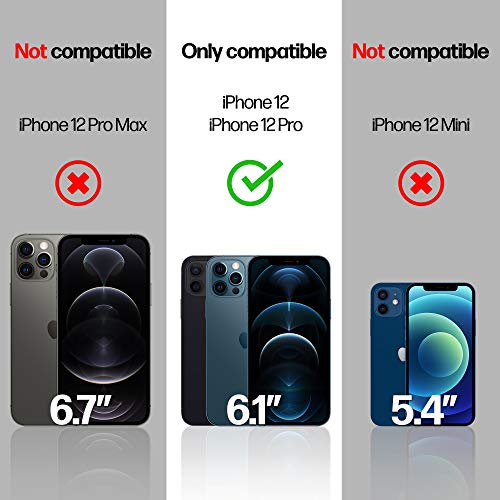 Not compatible
iPhone 12 Pro Max
6.7"
Only compatible
iPhone 12
iPhone 12 Pro
6.1"
Not compatible
iPhone 12 Mini
5.4"